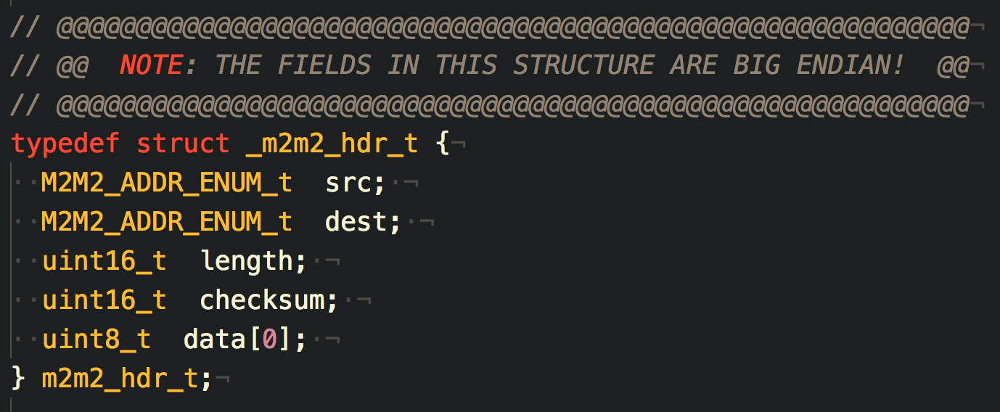 // @@@@@@@@@@@@@@@@@@@@@@@@@@@@@@@@@@@@@@@@@@@@@@@@@@@@@@@@@@
// @@  NOTE: THE FIELDS IN THIS STRUCTURE ARE BIG ENDIAN!  @@
// @@@@@@@@@@@@@@@@@@@@@@@@@@@@@@@@@@@@@@@@@@@@@@@@@@@@@@@@@@
typedef struct _m2m2_hdr_t {
  M2M2_ADDR_ENUM_t  src;
  M2M2_ADDR_ENUM_t  dest;
  uint16_t  length;
  uint16_t  checksum;
  uint8_t  data[0];
} m2m2_hdr_t;